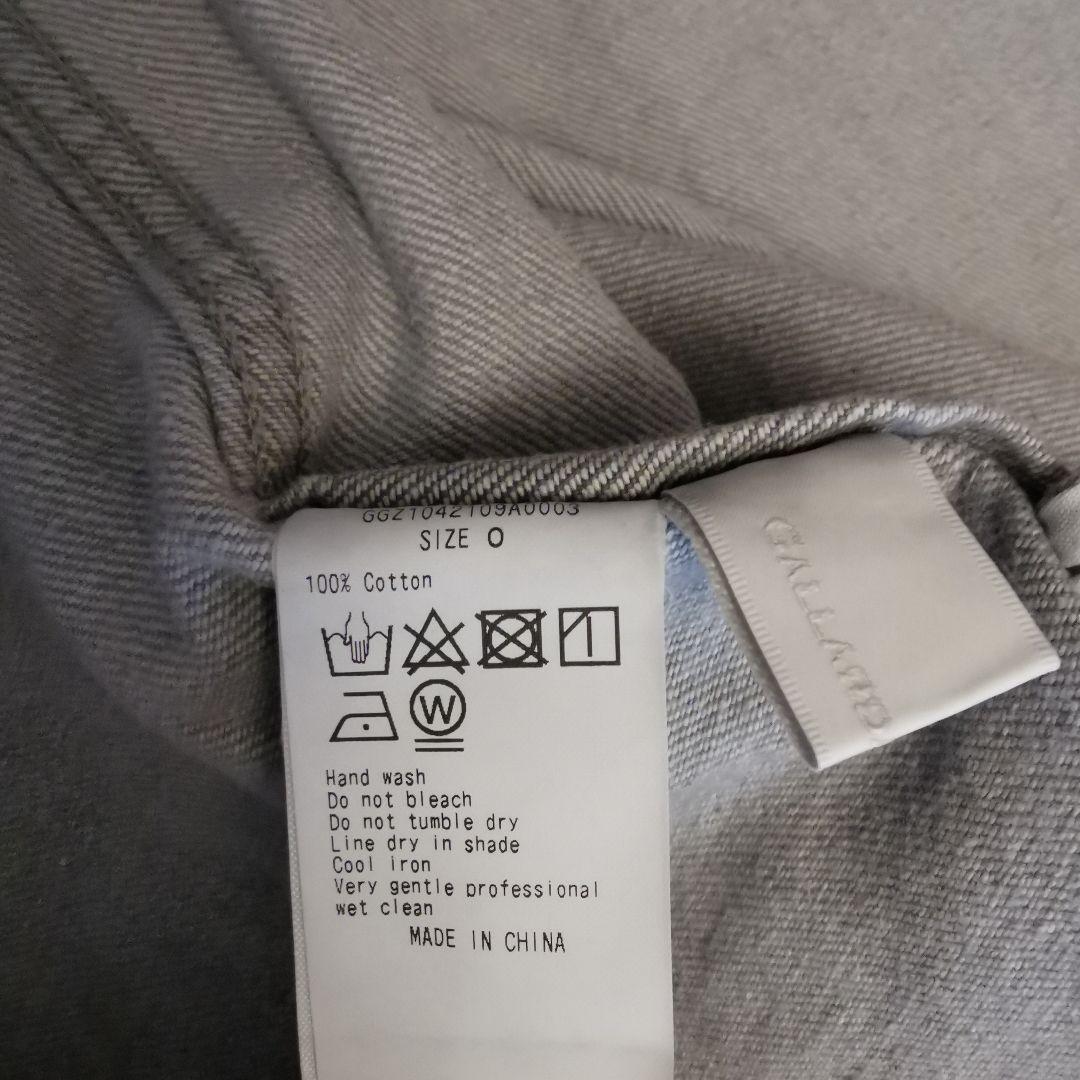 GGZ1042109A0003
SIZE 0
100% Cotton
W
Hand wash
Do not bleach
Do not tumble dry
Line dry in shade
Cool iron
Very gentle professional
wet clean
MADE IN CHINA